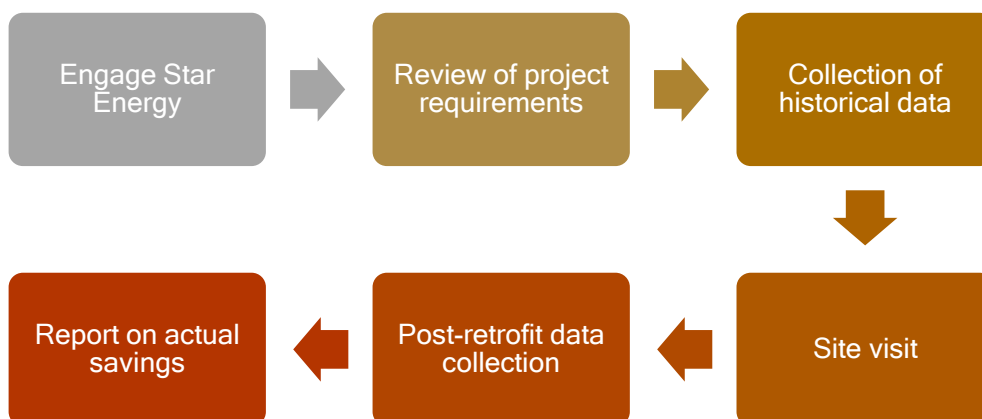 Engage Star
Energy
Review of project
requirements
Collection of
historical data
Site visit
Post-retrofit data
collection
Report on actual
savings